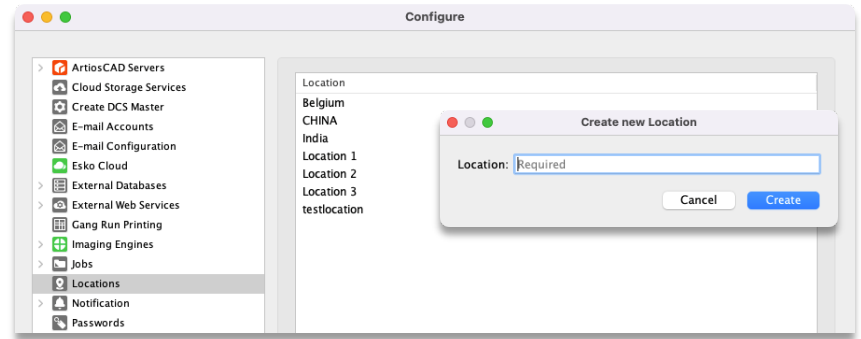 Configure
ArtiosCAD Servers
Cloud Storage Services
Create DCS Master
E-mail Accounts
E-mail Configuration
Esko Cloud
External Databases
External Web Services
Gang Run Printing
Imaging Engines
Jobs
Locations
Notification
Passwords
Location
Belgium
CHINA
India
Location 1
Location 2
Location 3
testlocation
Create new Location
Location: Required
Cancel Create